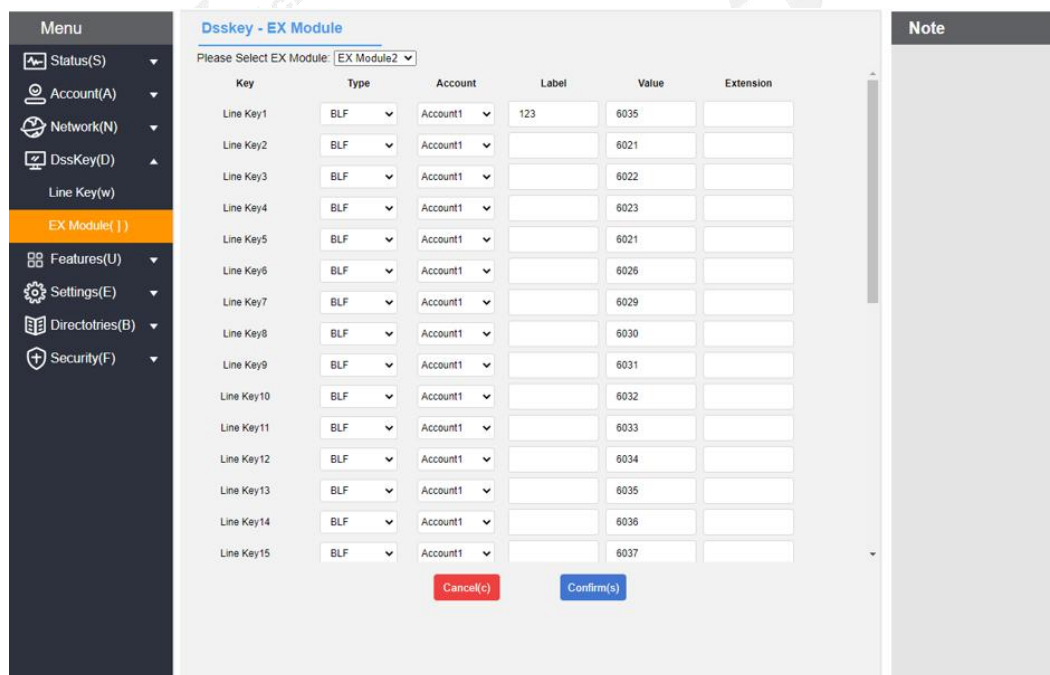 Menu
Status(S)
Account(A)
Network(N)
DssKey(D)
Line Key(w)
EX Module( ] )
Features(U)
Settings(E)
Directotries(B)
Security(F)
Dsskey - EX Module
Please Select EX Module: EX Module2
Key Type Account Label Value Extension
Line Key1 BLF Account1 123 6035
Line Key2 BLF Account1 6021
Line Key3 BLF Account1 6022
Line Key4 BLF Account1 6023
Line Key5 BLF Account1 6021
Line Key6 BLF Account1 6026
Line Key7 BLF Account1 6029
Line Key8 BLF Account1 6030
Line Key9 BLF Account1 6031
Line Key10 BLF Account1 6032
Line Key11 BLF Account1 6033
Line Key12 BLF Account1 6034
Line Key13 BLF Account1 6035
Line Key14 BLF Account1 6036
Line Key15 BLF Account1 6037
Cancel(c) Confirm(s)
Note